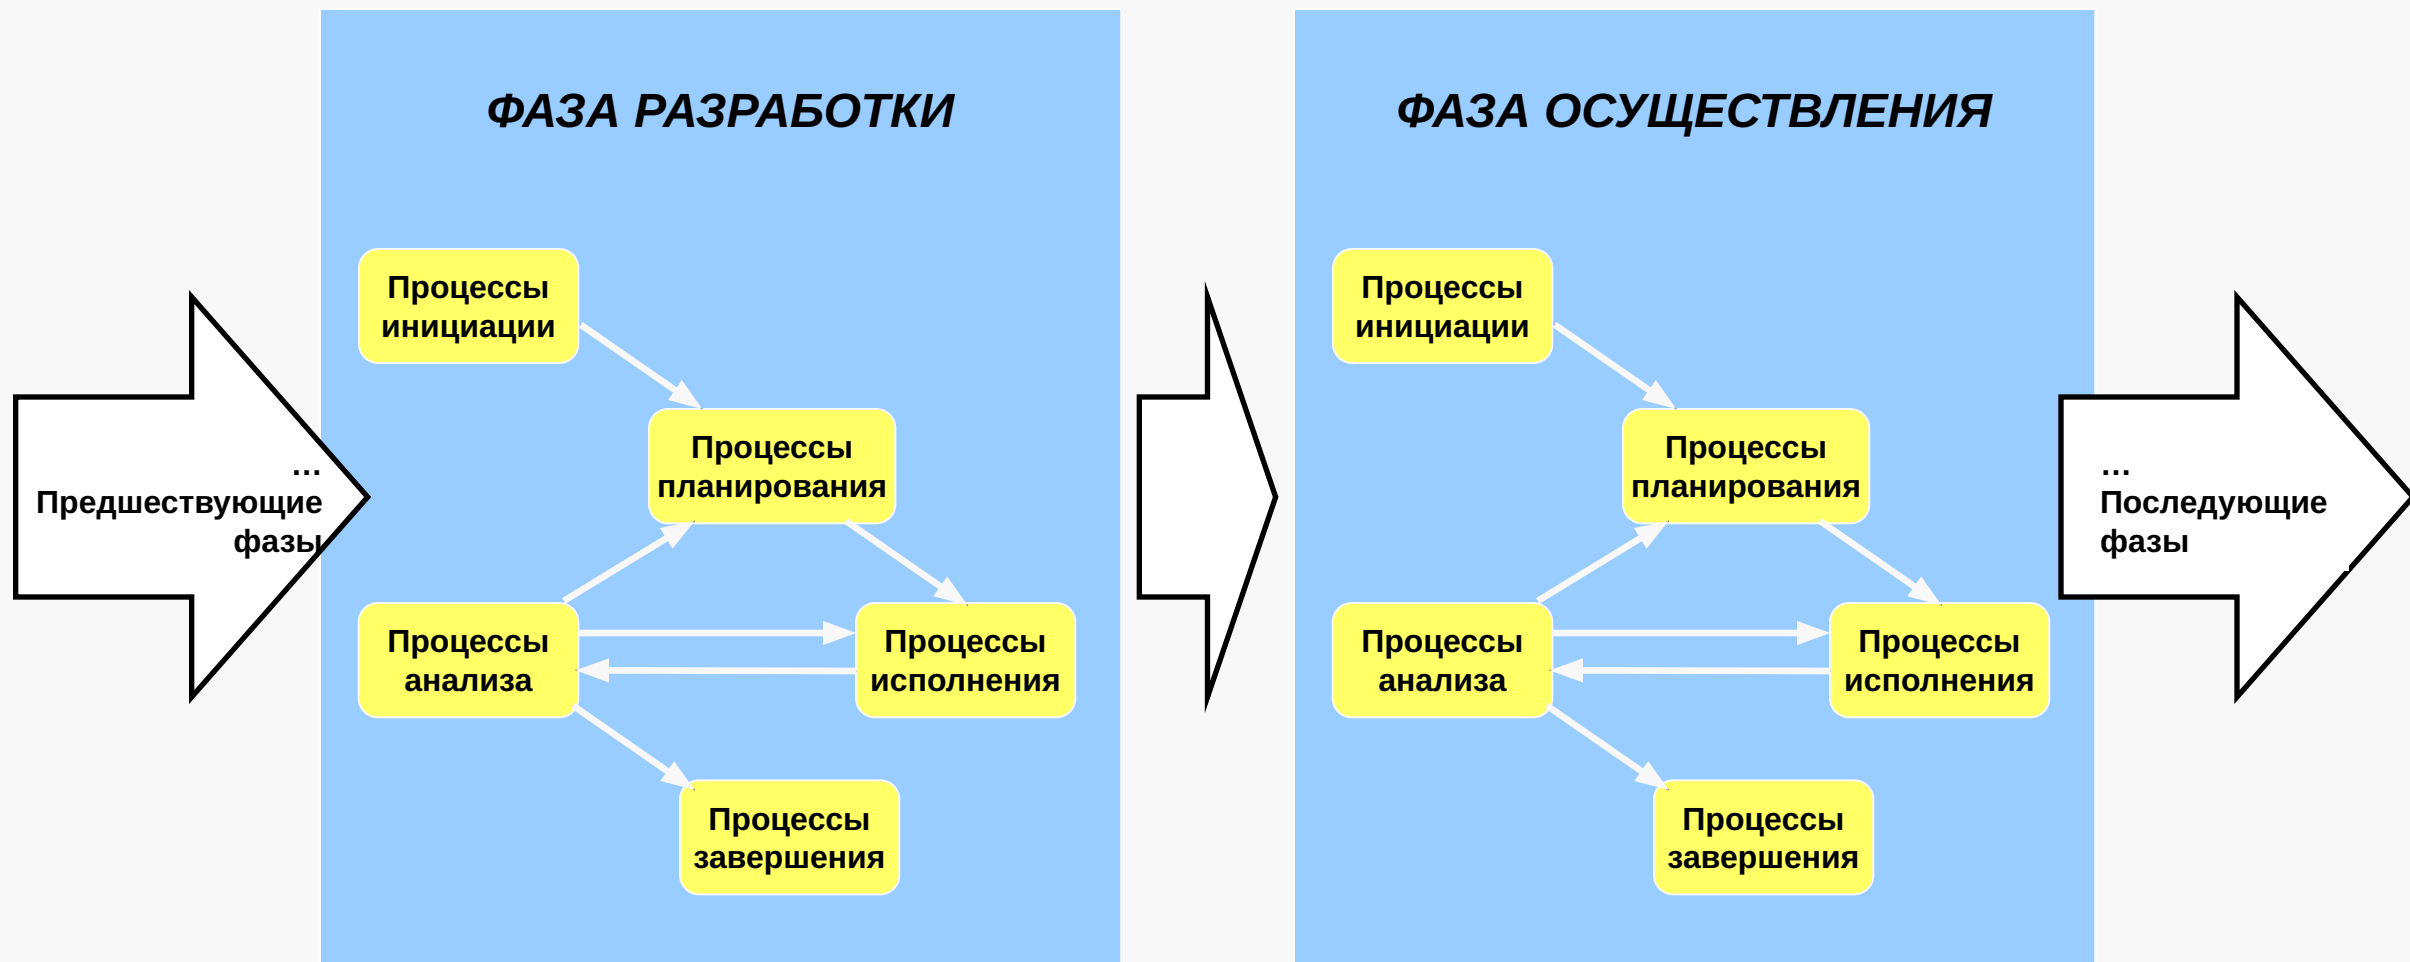 ФАЗА РАЗРАБОТКИ
ФАЗА ОСУЩЕСТВЛЕНИЯ
…
Предшествующие
фазы
Процессы
инициации
Процессы
планирования
Процессы
анализа
Процессы
исполнения
Процессы
завершения
Процессы
инициации
Процессы
планирования
Процессы
анализа
Процессы
исполнения
Процессы
завершения
…
Последующие
фазы